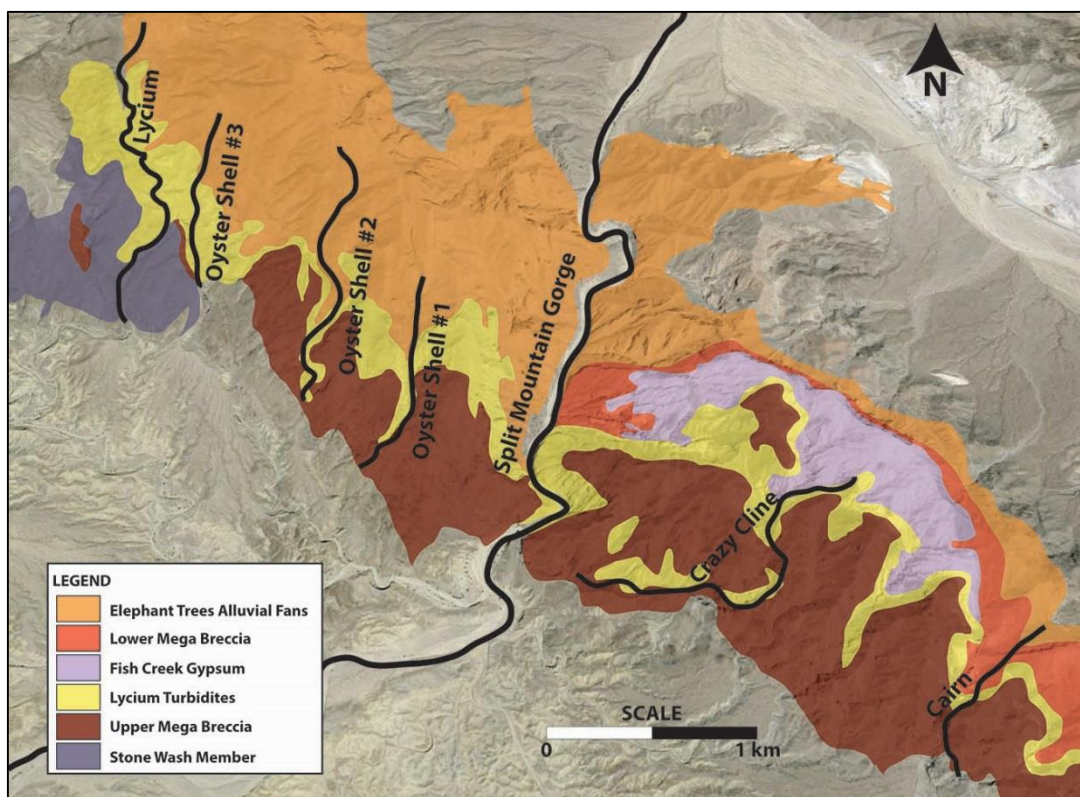 N
Lycium
Oyster Shell #3
Oyster Shell #2
Oyster Shell #1
Split Mountain Gorge
Crazy Cline
Cairn
LEGEND
Elephant Trees Alluvial Fans
Lower Mega Breccia
Fish Creek Gypsum
Lycium Turbidites
Upper Mega Breccia
Stone Wash Member
SCALE
0 1 km